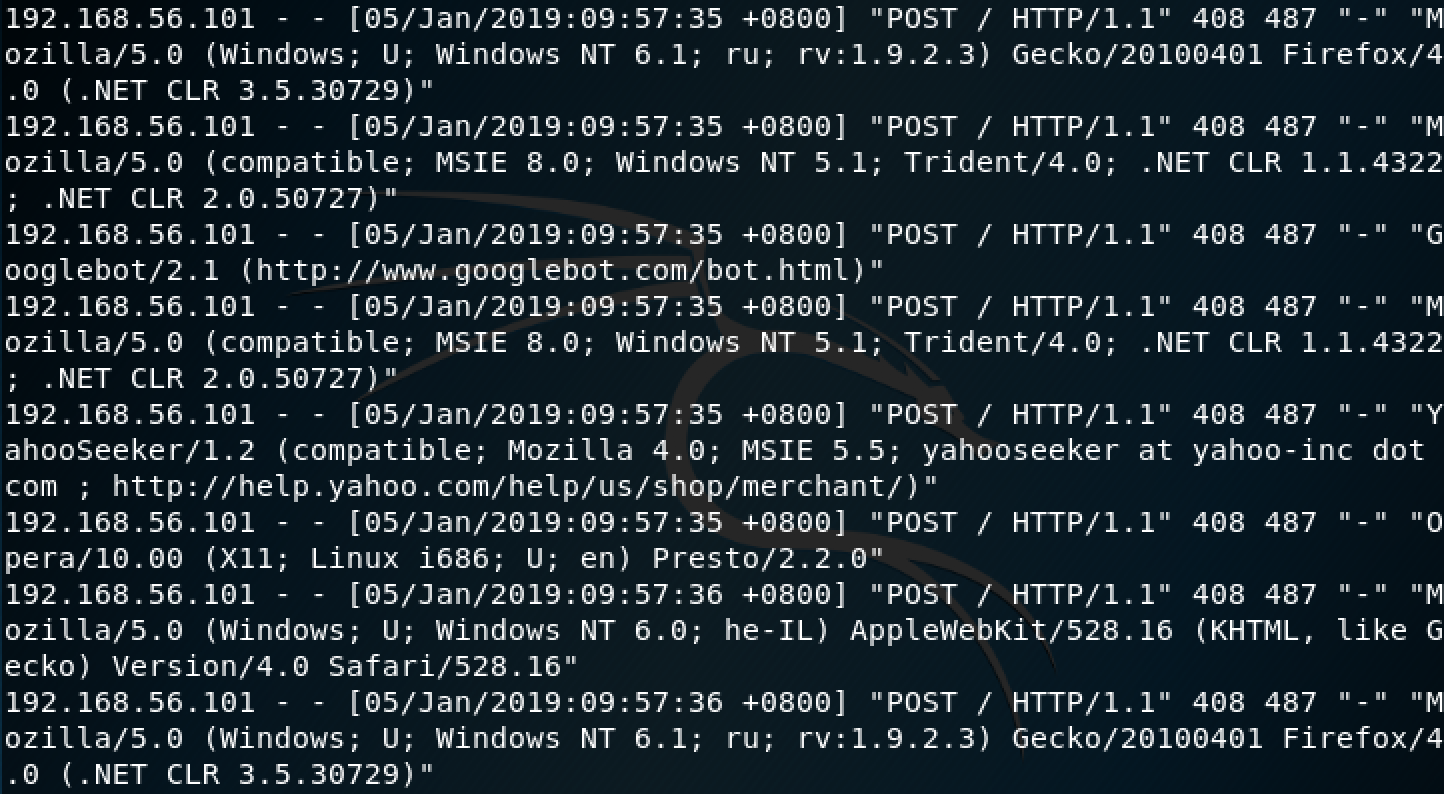 192.168.56.101 - - [05/Jan/2019:09:57:35 +0800] "POST / HTTP/1.1" 408 487 "-" "M
ozilla/5.0 (Windows; U; Windows NT 6.1; ru; rv:1.9.2.3) Gecko/20100401 Firefox/4
.0 (.NET CLR 3.5.30729)"
192.168.56.101 - - [05/Jan/2019:09:57:35 +0800] "POST / HTTP/1.1" 408 487 "-" "M
ozilla/5.0 (compatible; MSIE 8.0; Windows NT 5.1; Trident/4.0; .NET CLR 1.1.4322
; .NET CLR 2.0.50727)"
192.168.56.101 - - [05/Jan/2019:09:57:35 +0800] "POST / HTTP/1.1" 408 487 "-" "G
ooglebot/2.1 (http://www.googlebot.com/bot.html)"
192.168.56.101 - - [05/Jan/2019:09:57:35 +0800] "POST / HTTP/1.1" 408 487 "-" "M
ozilla/5.0 (compatible; MSIE 8.0; Windows NT 5.1; Trident/4.0; .NET CLR 1.1.4322
; .NET CLR 2.0.50727)"
192.168.56.101 - - [05/Jan/2019:09:57:35 +0800] "POST / HTTP/1.1" 408 487 "-" "Y
ahooSeeker/1.2 (compatible; Mozilla 4.0; MSIE 5.5; yahooseeker at yahoo-inc dot
com ; http://help.yahoo.com/help/us/shop/merchant/)"
192.168.56.101 - - [05/Jan/2019:09:57:35 +0800] "POST / HTTP/1.1" 408 487 "-" "O
pera/10.00 (X11; Linux i686; U; en) Presto/2.2.0"
192.168.56.101 - - [05/Jan/2019:09:57:36 +0800] "POST / HTTP/1.1" 408 487 "-" "M
ozilla/5.0 (Windows; U; Windows NT 6.0; he-IL) AppleWebKit/528.16 (KHTML, like G
ecko) Version/4.0 Safari/528.16"
192.168.56.101 - - [05/Jan/2019:09:57:36 +0800] "POST / HTTP/1.1" 408 487 "-" "M
ozilla/5.0 (Windows; U; Windows NT 6.1; ru; rv:1.9.2.3) Gecko/20100401 Firefox/4
.0 (.NET CLR 3.5.30729)"